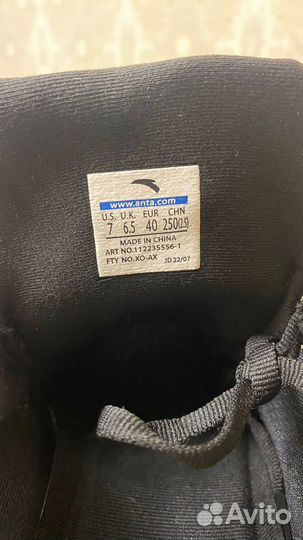 www.anta.com
U.S. U.K. EUR CHN
7 6.5 40 250(2.5)
MADE IN CHINA
ART NO.112235556-1
FTY NO.XO-AX JD 22/07
Avito